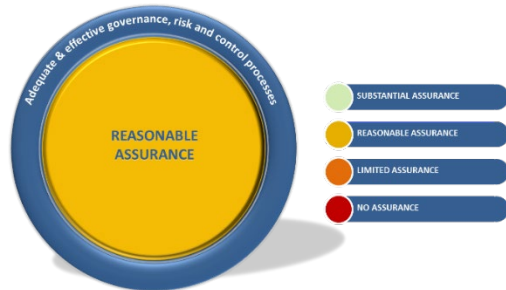 Adequate & effective governance, risk and control processes
REASONABLE
ASSURANCE
SUBSTANTIAL ASSURANCE
REASONABLE ASSURANCE
LIMITED ASSURANCE
NO ASSURANCE